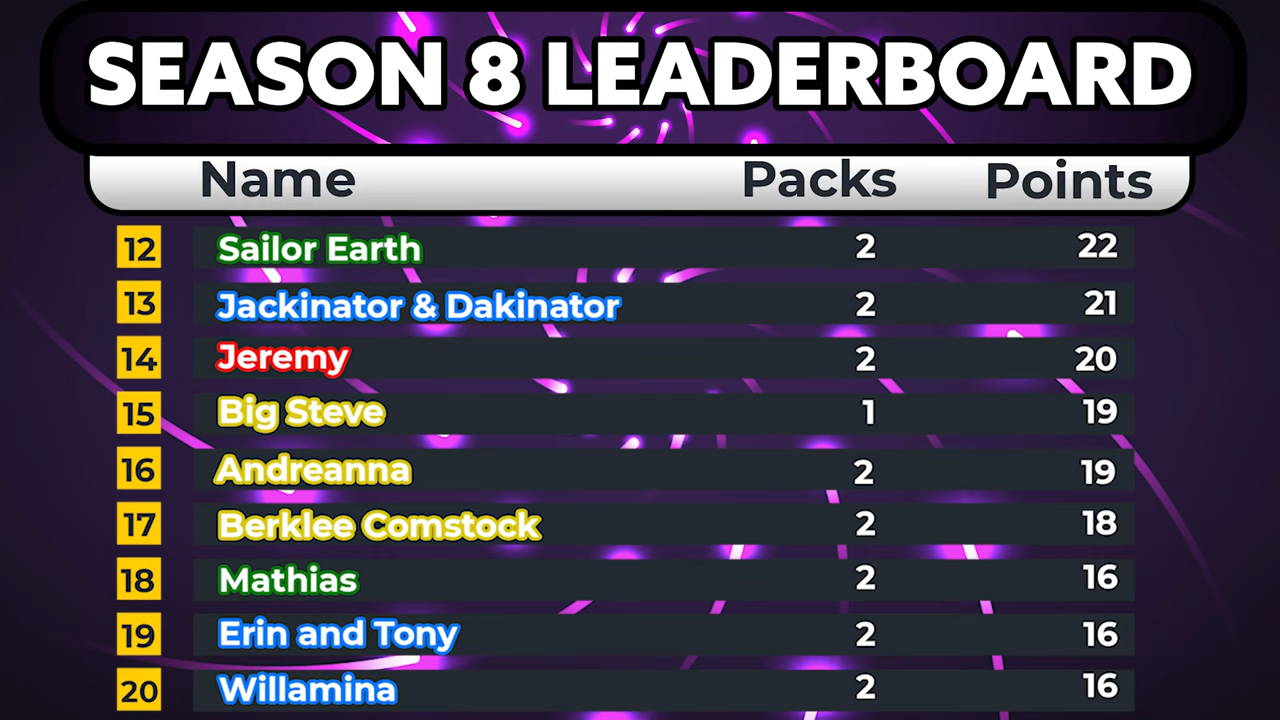 SEASON 8 LEADERBOARD
Name Packs Points
12 Sailor Earth 2 22
13 Jackinator & Dakinator 2 21
14 Jeremy 2 20
15 Big Steve 1 19
16 Andreanna 2 19
17 Berklee Comstock 2 18
18 Mathias 2 16
19 Erin and Tony 2 16
20 Willamina 2 16